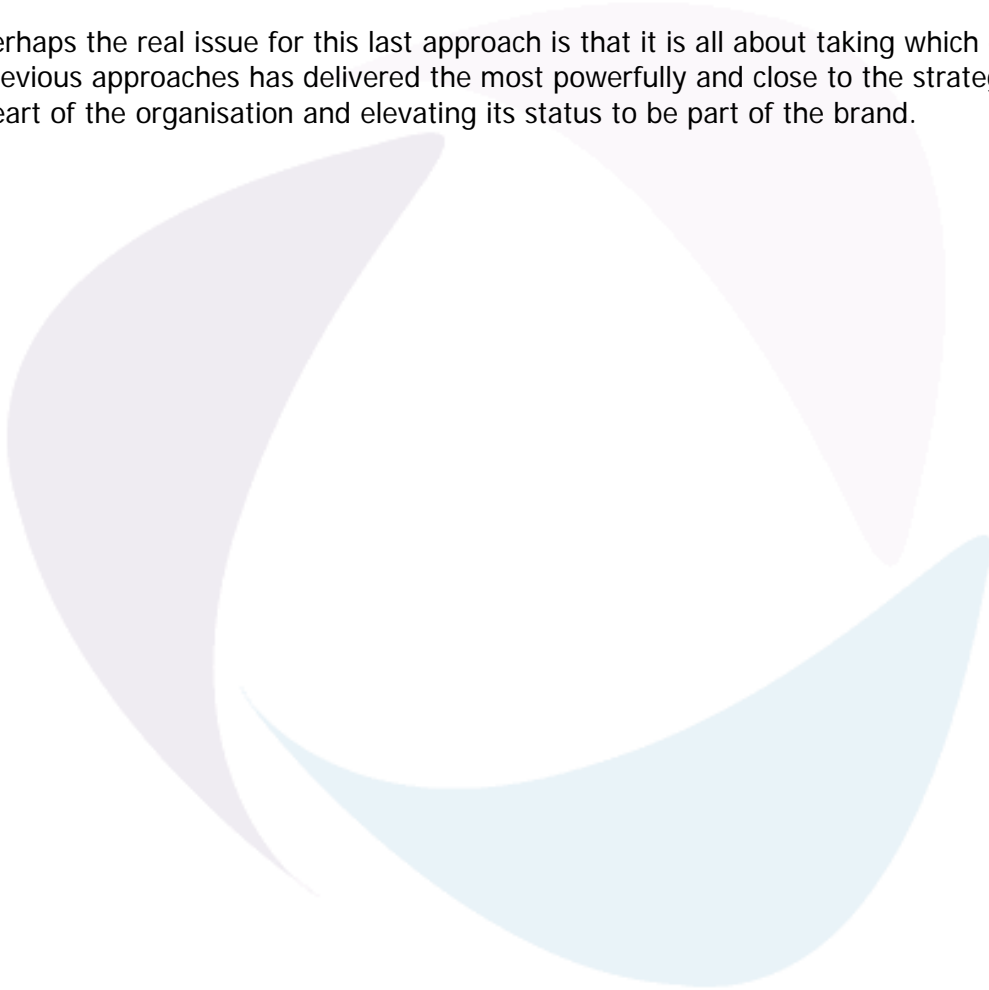 erhaps the real issue for this last approach is that it is all about taking which
evious approaches has delivered the most powerfully and close to the strateg
eart of the organisation and elevating its status to be part of the brand.